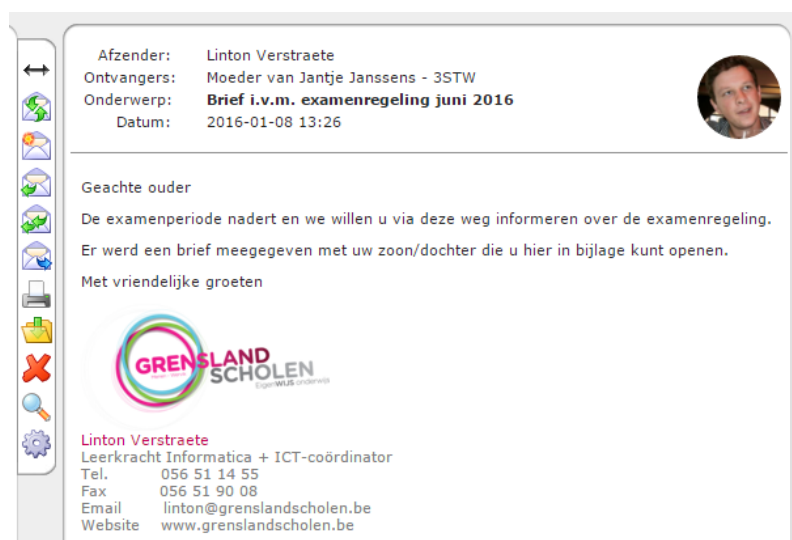 Afzender: Linton Verstraete
Ontvangers: Moeder van Jantje Janssens - 3STW
Onderwerp: Brief i.v.m. examenregeling juni 2016
Datum: 2016-01-08 13:26
Geachte ouder
De examenperiode nadert en we willen u via deze weg informeren over de examenregeling.
Er werd een brief meegegeven met uw zoon/dochter die u hier in bijlage kunt openen.
Met vriendelijke groeten
GRENSLAND
SCHOLEN
EigenWIJS onderwijs
Linton Verstraete
Leerkracht Informatica + ICT-coördinator
Tel. 056 51 14 55
Fax 056 51 90 08
Email linton@grenslandscholen.be
Website www.grenslandscholen.be